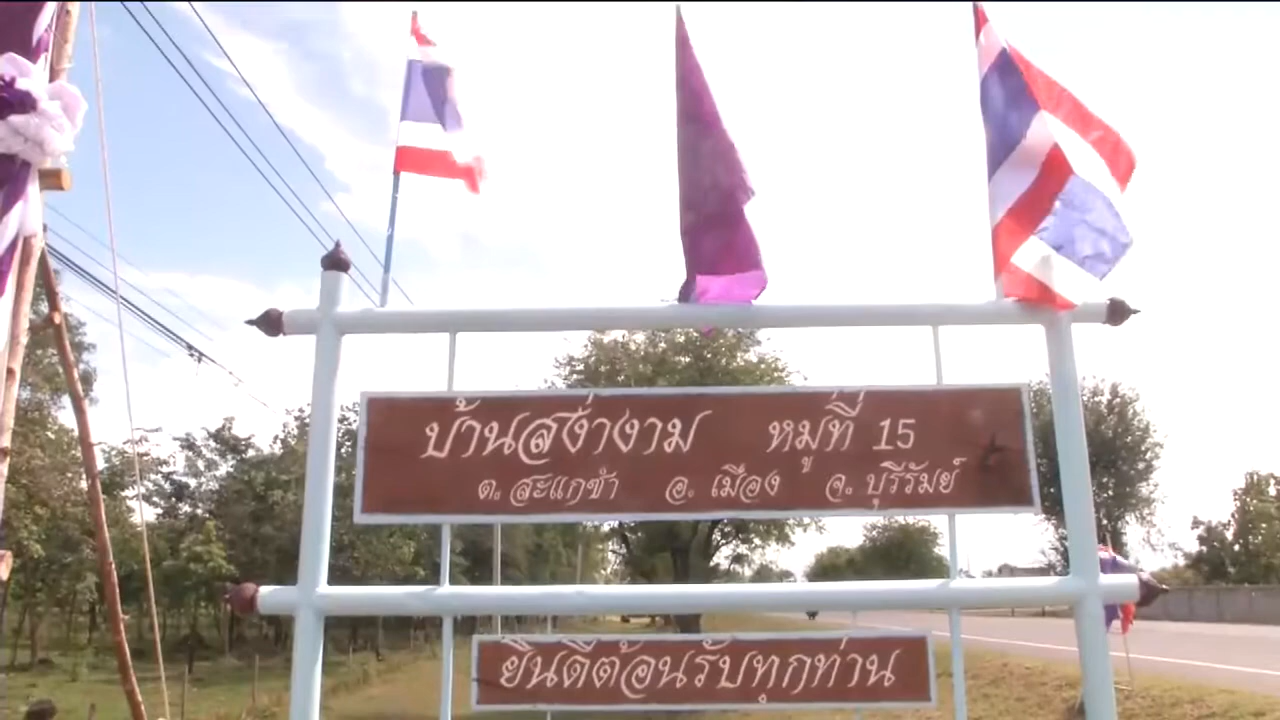 บ้านสง่างาม หมู่ที่ 15
ต. สะแกซำ อ. เมือง จ. บุรีรัมย์
ยินดีต้อนรับทุกท่าน